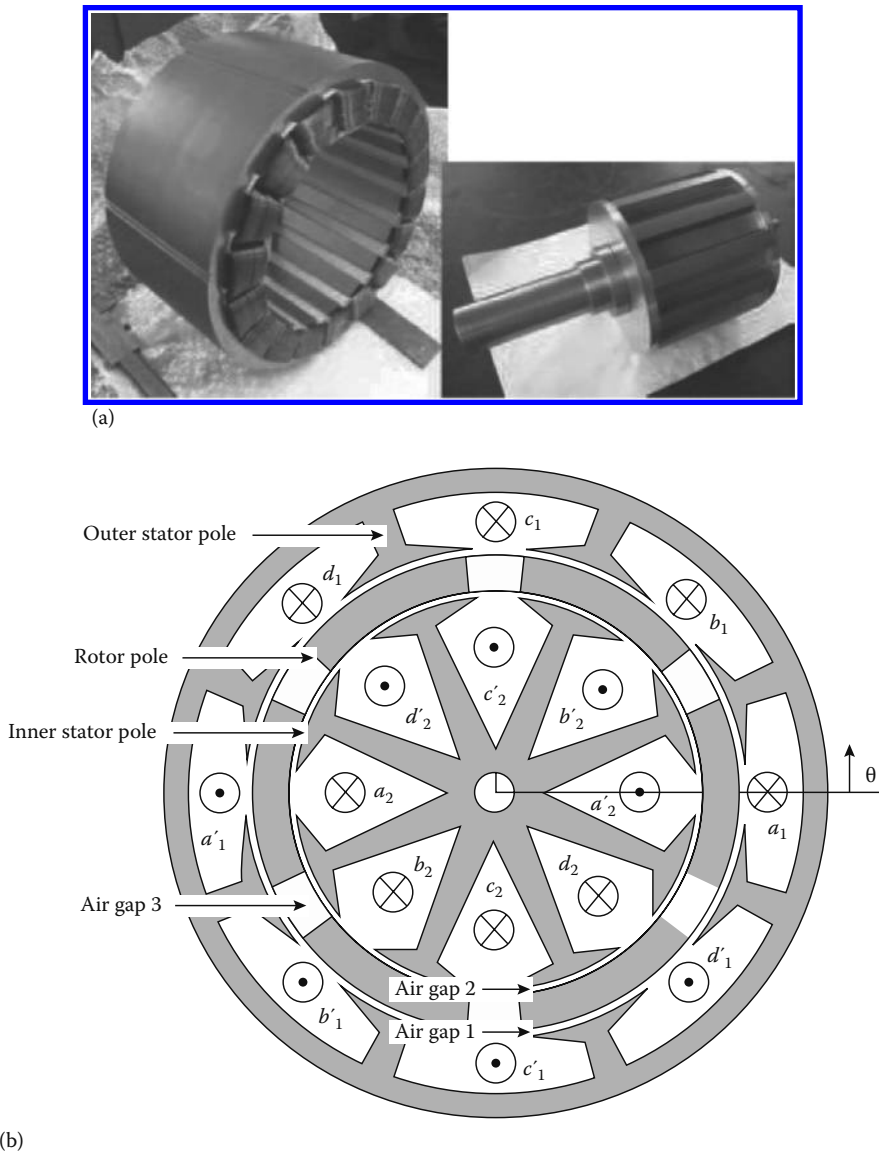 (a)
Outer stator pole
c₁
d₁
b₁
Rotor pole
c′₂
d′₂
b′₂
Inner stator pole
θ
a₂
a′₂
a′₁
a₁
b₂
c₂
d₂
Air gap 3
d′₁
Air gap 2
b′₁
Air gap 1
c′₁
(b)